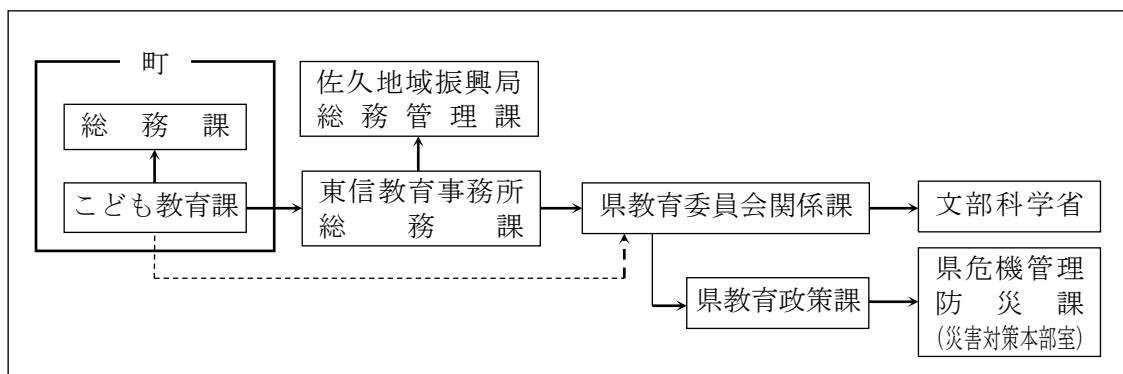 町
総務課
こども教育課
佐久地域振興局
総務管理課
東信教育事務所
総務課
県教育委員会関係課
文部科学省
県教育政策課
県危機管理
防災課
(災害対策本部室)